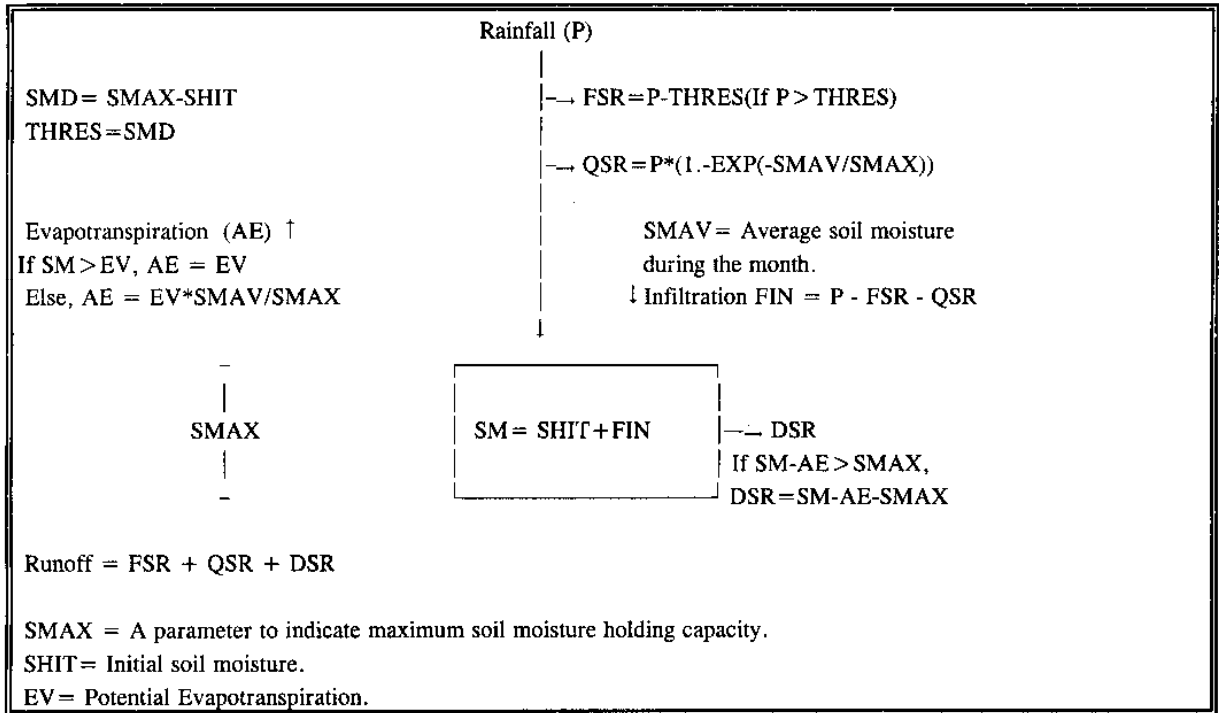 Rainfall (P)
SMD= SMAX-SHIT
→ FSR=P-THRES(If P> THRES)
THRES=SMD
→ QSR=P*(1.-EXP(-SMAV/SMAX))
Evapotranspiration (AE) ↑
If SM>EV, AE = EV
Else, AE = EV*SMAV/SMAX
SMAV= Average soil moisture
during the month.
↓ Infiltration FIN = P - FSR - QSR
SMAX
SM= SHIT+FIN
→ DSR
If SM-AE>SMAX,
DSR=SM-AE-SMAX
Runoff = FSR + QSR + DSR
SMAX = A parameter to indicate maximum soil moisture holding capacity.
SHIT= Initial soil moisture.
EV= Potential Evapotranspiration.